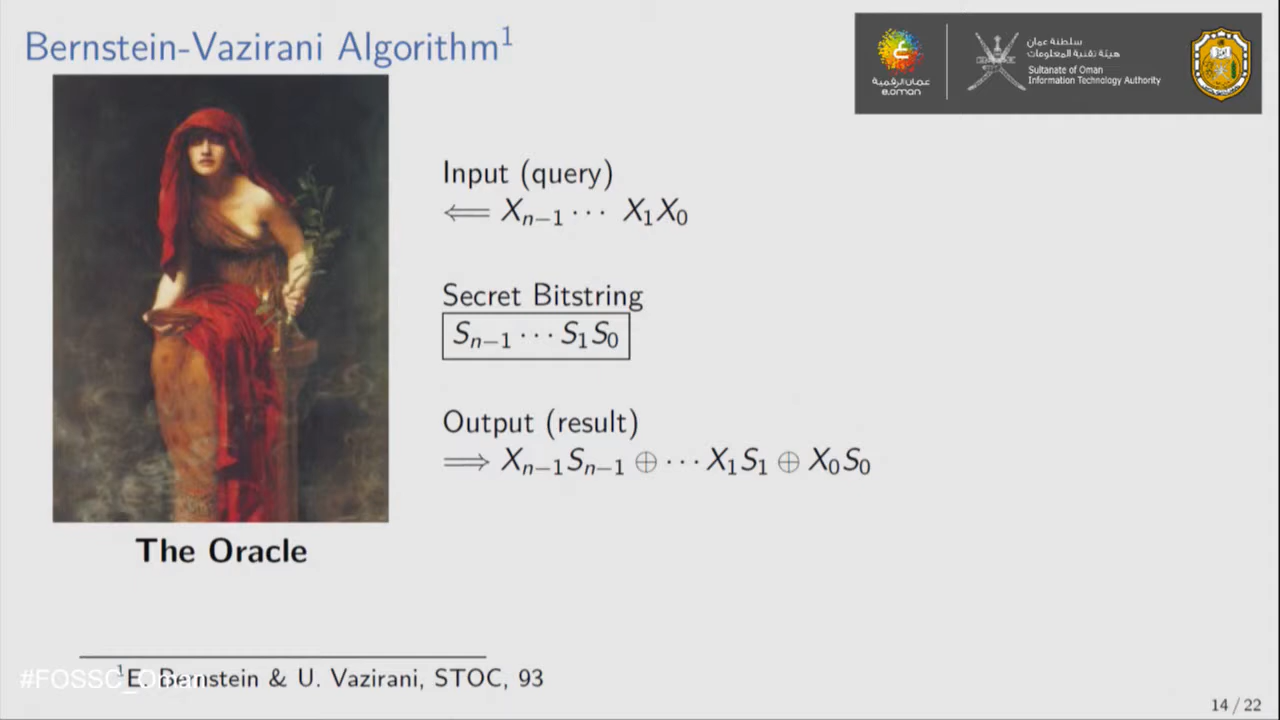 Bernstein-Vazirani Algorithm¹
سلطنة عمان
هيئة تقنية المعلومات
Sultanate of Oman
Information Technology Authority
عمان الرقمية
e.oman
Input (query)
⟸ Xₙ₋₁ ··· X₁X₀
Secret Bitstring
Sₙ₋₁ ··· S₁S₀
Output (result)
⟹ Xₙ₋₁Sₙ₋₁ ⊕ ··· X₁S₁ ⊕ X₀S₀
The Oracle
¹E. Bernstein & U. Vazirani, STOC, 93
#FOSSC_Oman
14 / 22